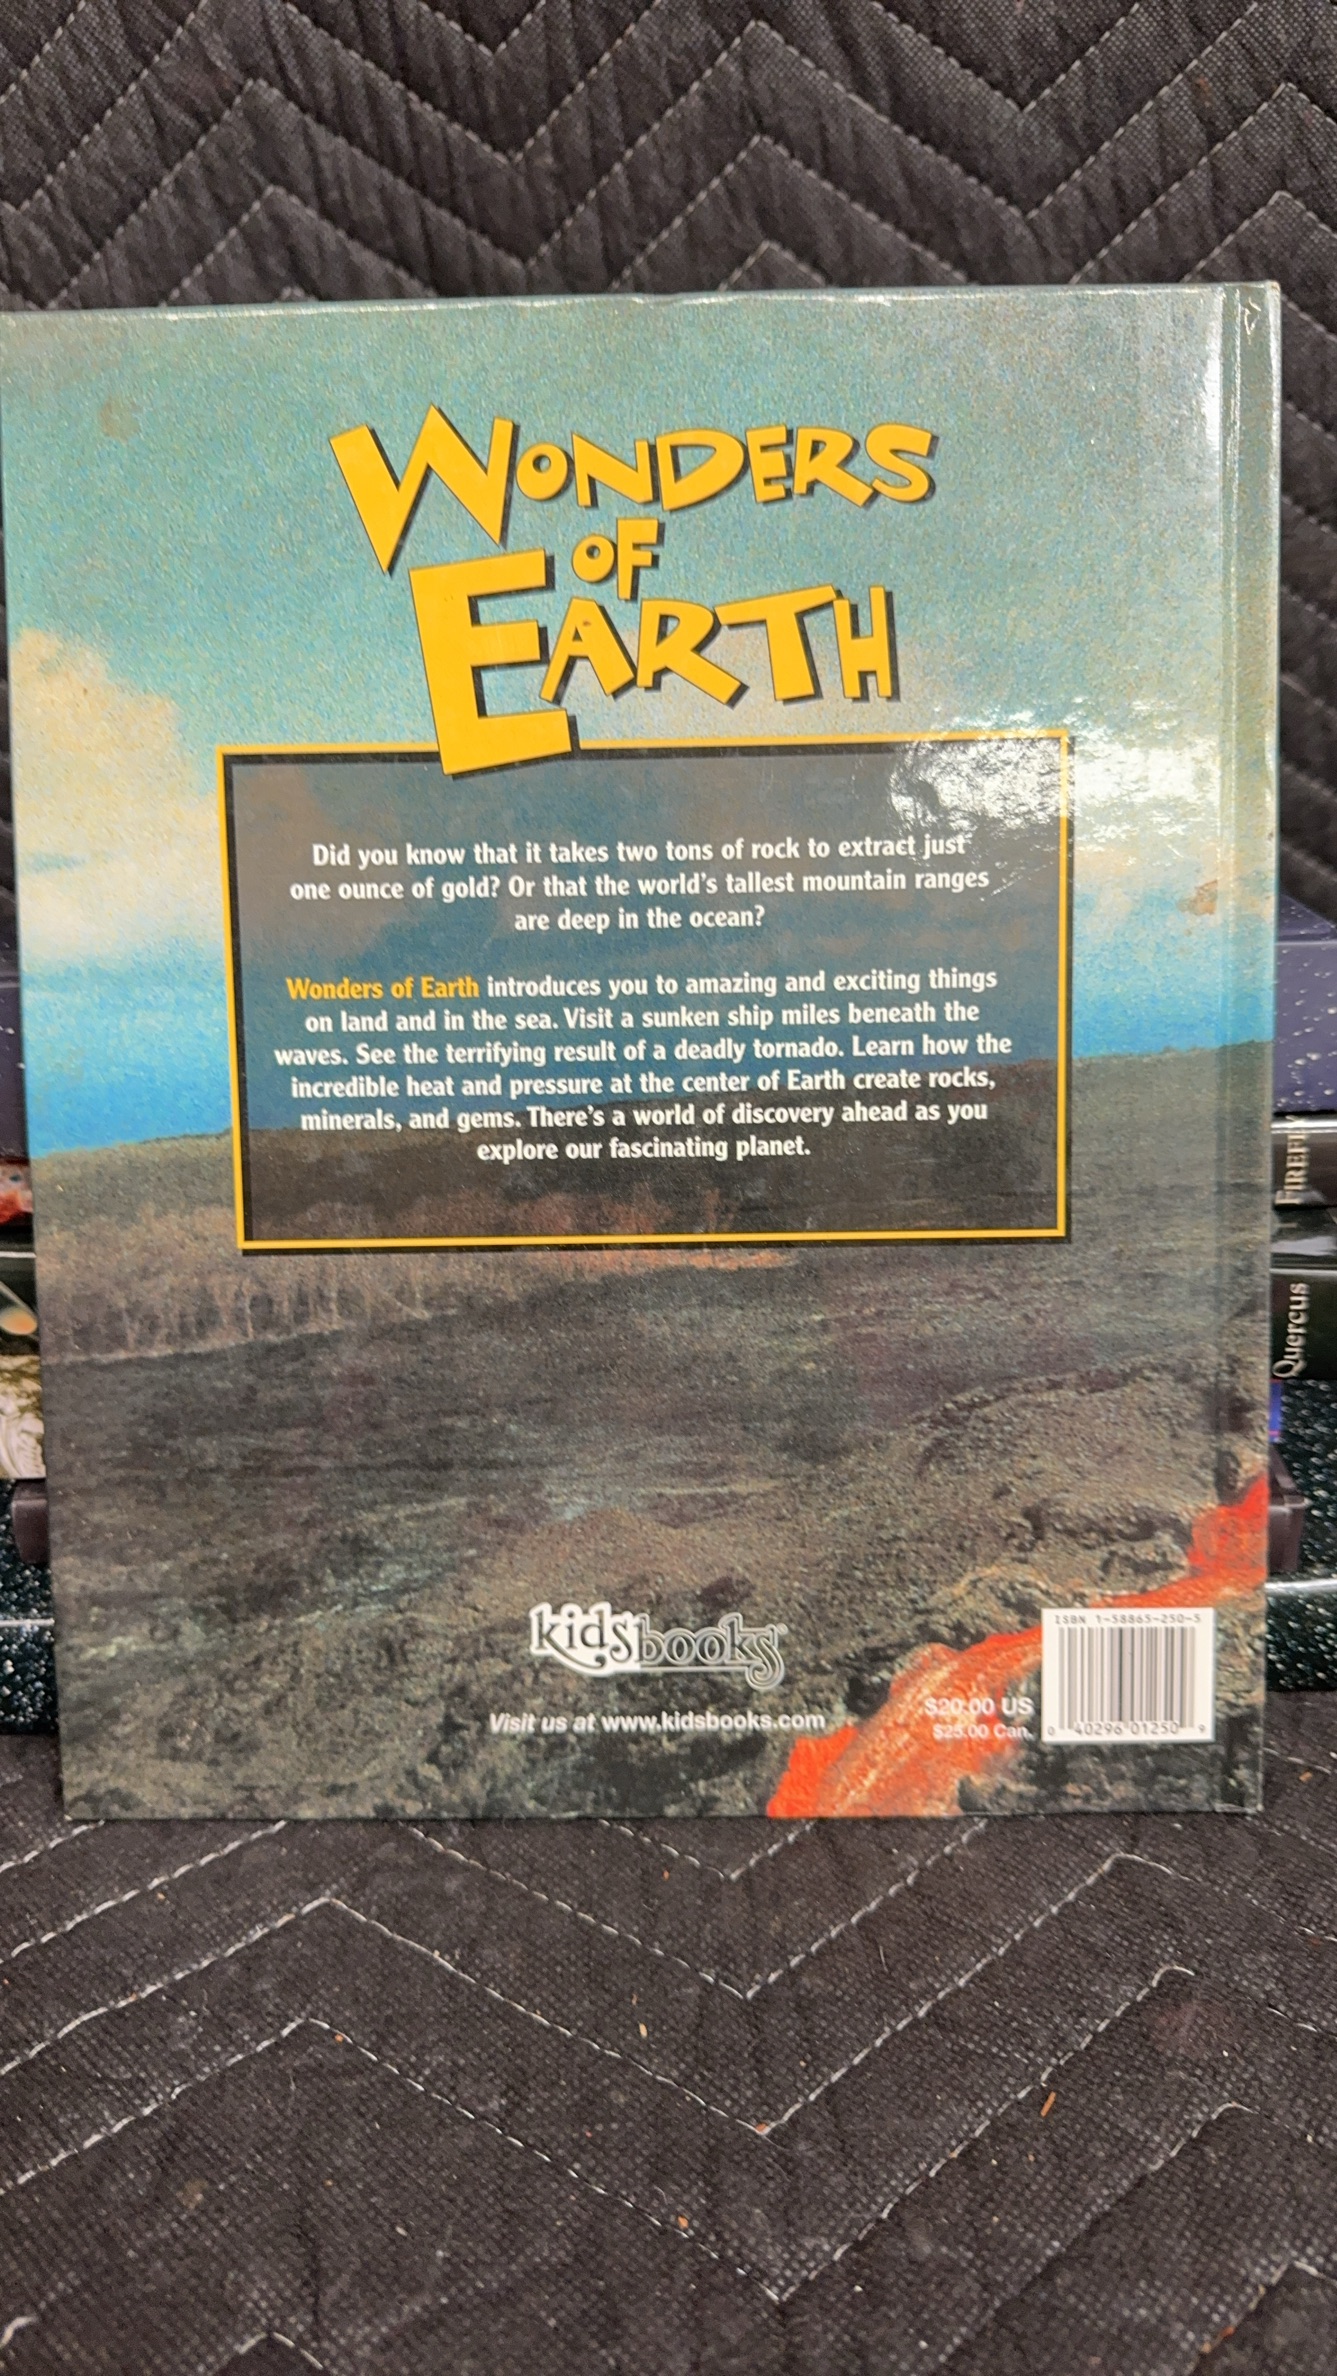 WONDERS
OF
EARTH
Did you know that it takes two tons of rock to extract just
one ounce of gold? Or that the world's tallest mountain ranges
are deep in the ocean?
Wonders of Earth introduces you to amazing and exciting things
on land and in the sea. Visit a sunken ship miles beneath the
waves. See the terrifying result of a deadly tornado. Learn how the
incredible heat and pressure at the center of Earth create rocks,
minerals, and gems. There's a world of discovery ahead as you
explore our fascinating planet.
FIREFLY
Quercus
kidsbooks®
Visit us at www.kidsbooks.com
$20.00 US
$25.00 Can.
ISBN 1-58865-250-5
0 40296 01250 9